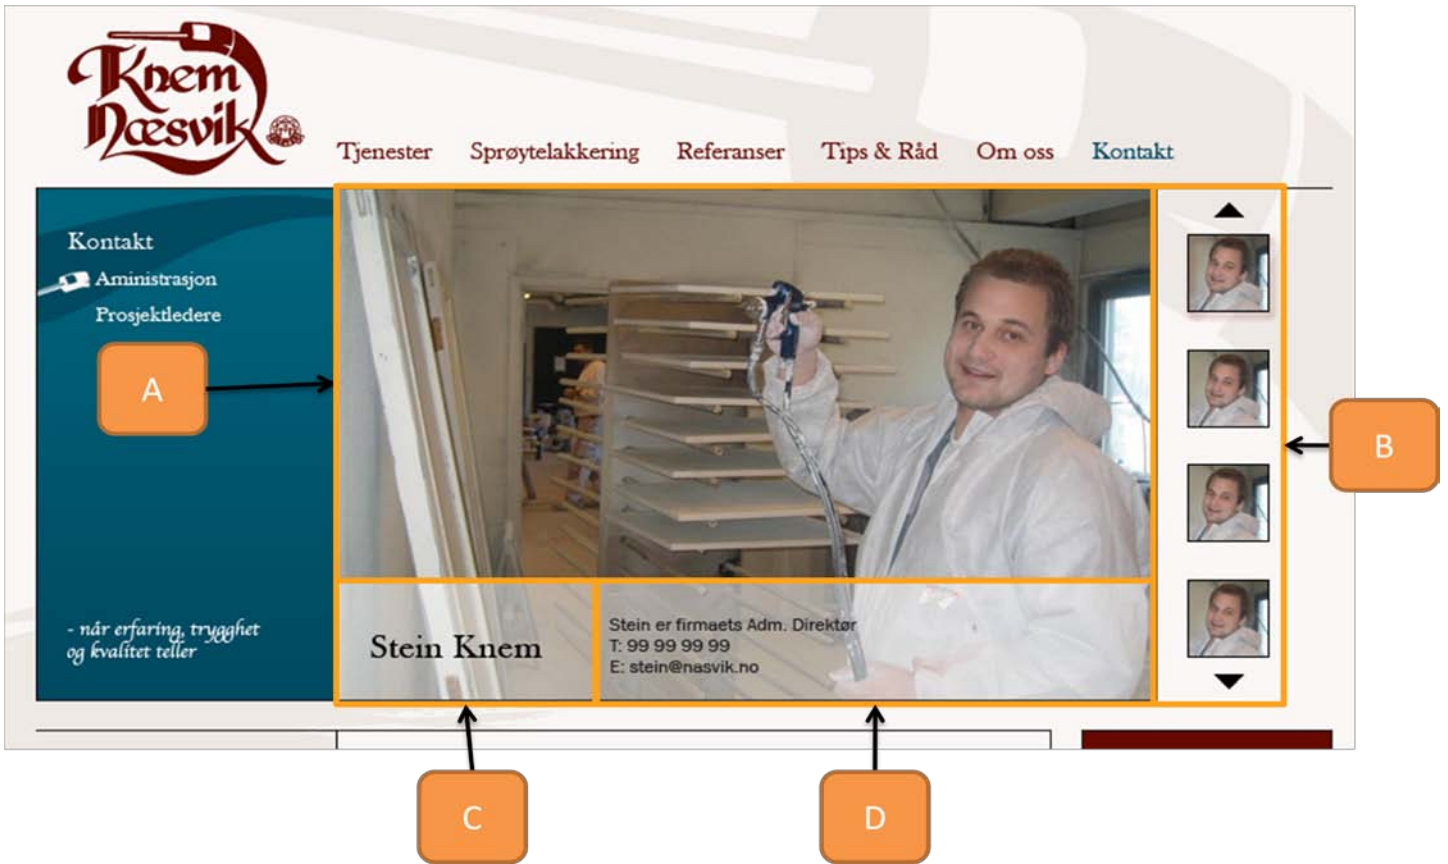 Knem
Næsvik
Tjenester Sprøytelakkering Referanser Tips & Råd Om oss Kontakt
Kontakt
Aministrasjon
Prosjektledere
A
B
- når erfaring, trygghet
og kvalitet teller
Stein Knem
Stein er firmaets Adm. Direktør
T: 99 99 99 99
E: stein@nasvik.no
C
D